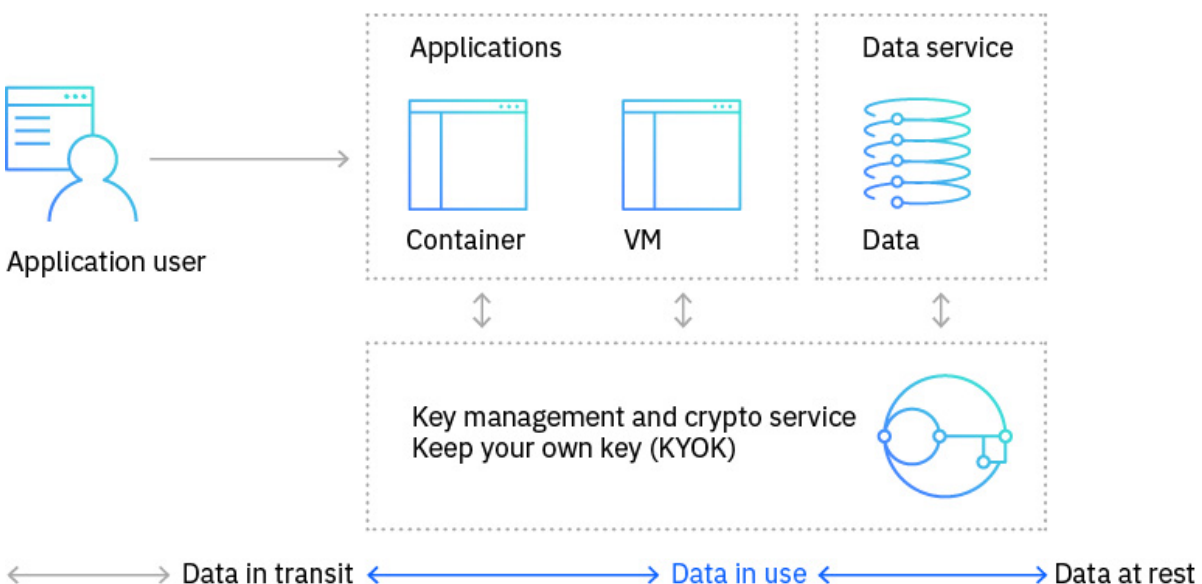 Applications
Data service
Container
VM
Data
Application user
Key management and crypto service
Keep your own key (KYOK)
Data in transit
Data in use
Data at rest